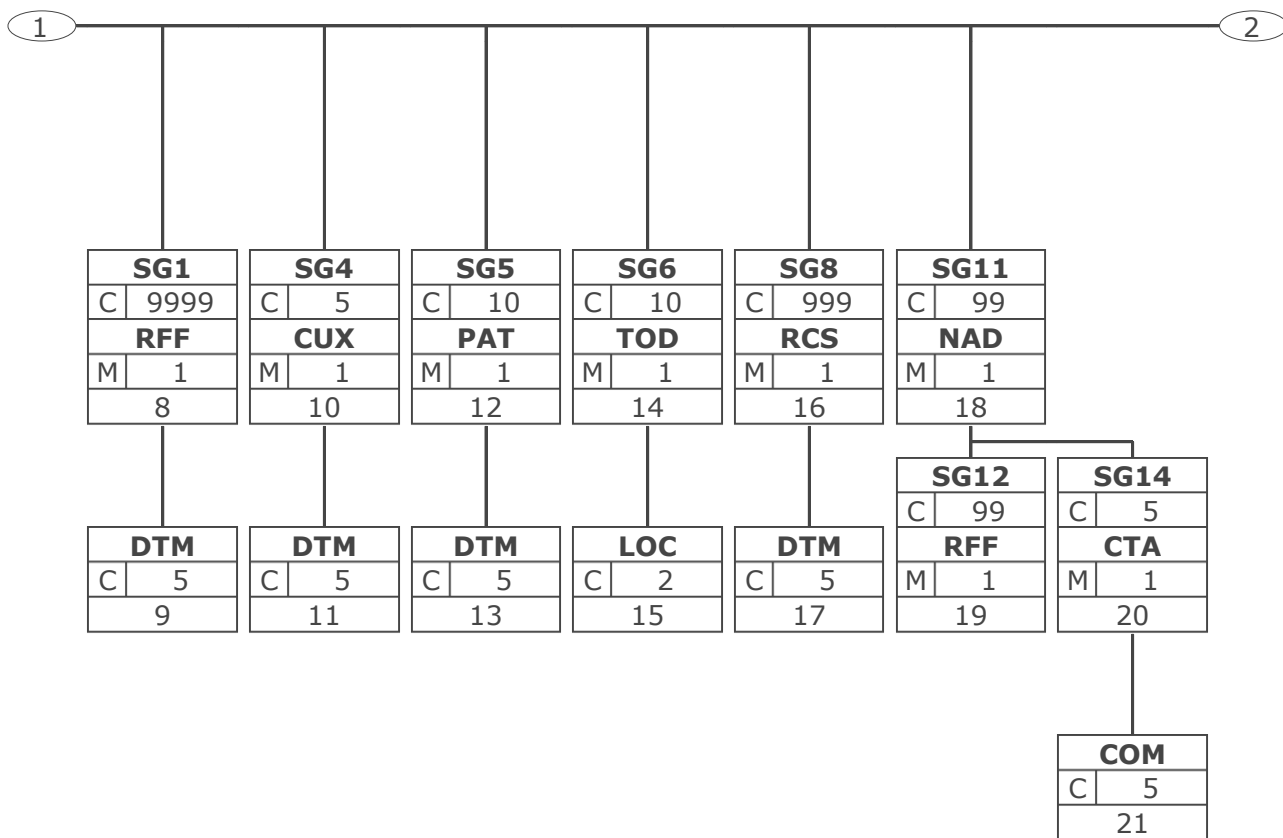 1 2
SG1 SG4 SG5 SG6 SG8 SG11
C 9999 C 5 C 10 C 10 C 999 C 99
RFF CUX PAT TOD RCS NAD
M 1 M 1 M 1 M 1 M 1 M 1
8 10 12 14 16 18
SG12 SG14
C 99 C 5
DTM DTM DTM LOC DTM RFF CTA
C 5 C 5 C 5 C 2 C 5 M 1 M 1
9 11 13 15 17 19 20
COM
C 5
21